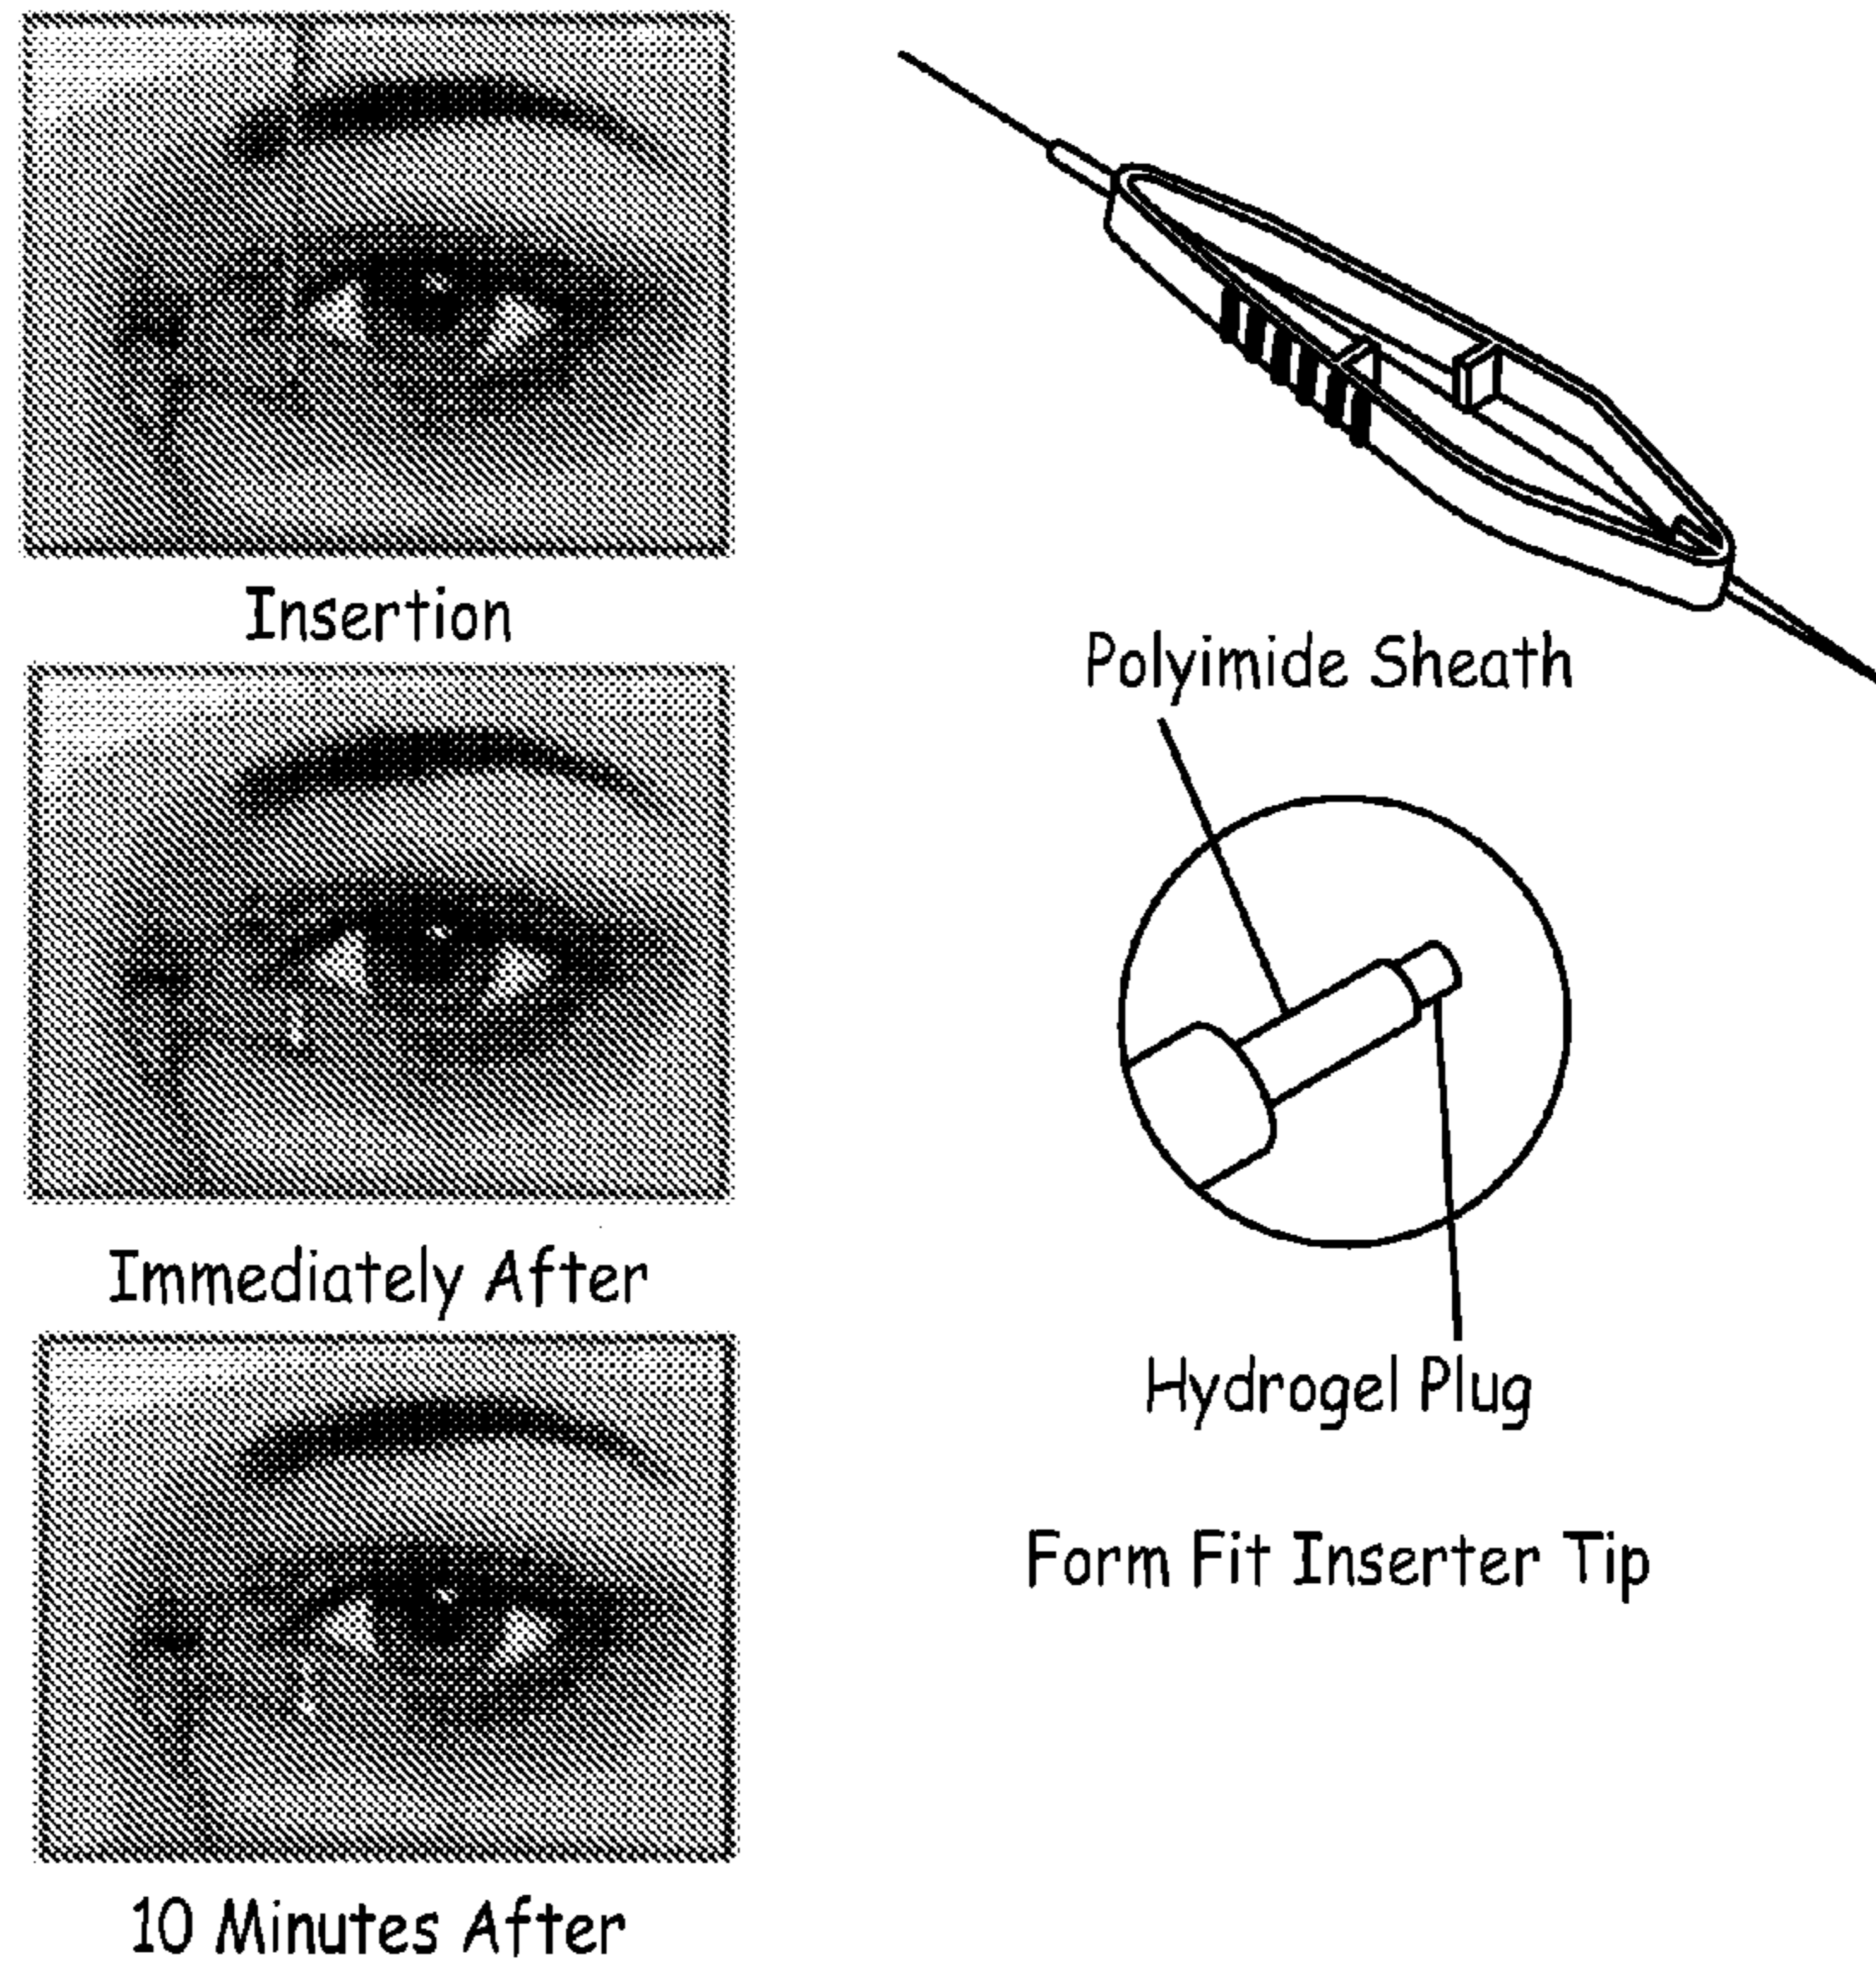 Insertion
Immediately After
10 Minutes After
Polyimide Sheath
Hydrogel Plug
Form Fit Inserter Tip